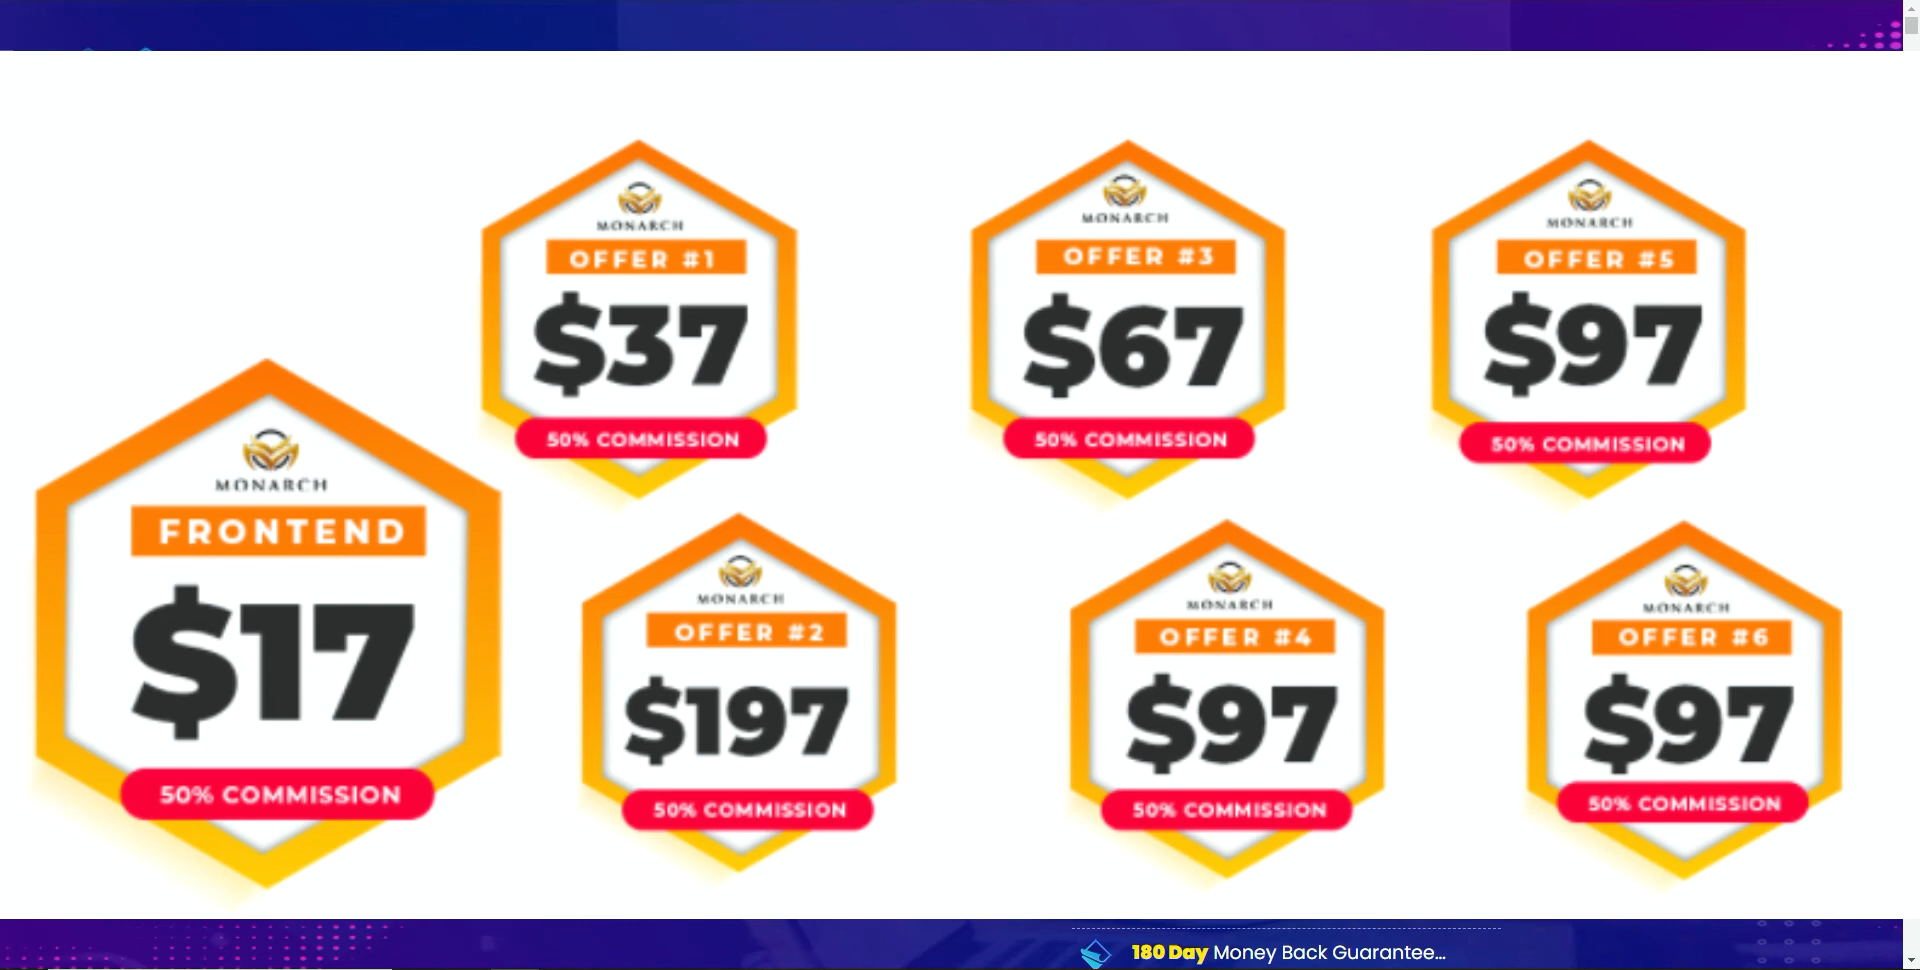 MONARCH
FRONTEND
$17
50% COMMISSION
MONARCH
OFFER #1
$37
50% COMMISSION
MONARCH
OFFER #2
$197
50% COMMISSION
MONARCH
OFFER #3
$67
50% COMMISSION
MONARCH
OFFER #4
$97
50% COMMISSION
MONARCH
OFFER #5
$97
50% COMMISSION
MONARCH
OFFER #6
$97
50% COMMISSION
180 Day Money Back Guarantee...